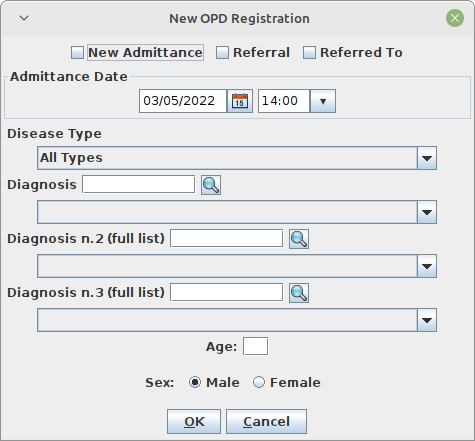 New OPD Registration
New Admittance Referral Referred To
Admittance Date
03/05/2022 15 14:00
Disease Type
All Types
Diagnosis
Diagnosis n.2 (full list)
Diagnosis n.3 (full list)
Age:
Sex: Male Female
OK Cancel